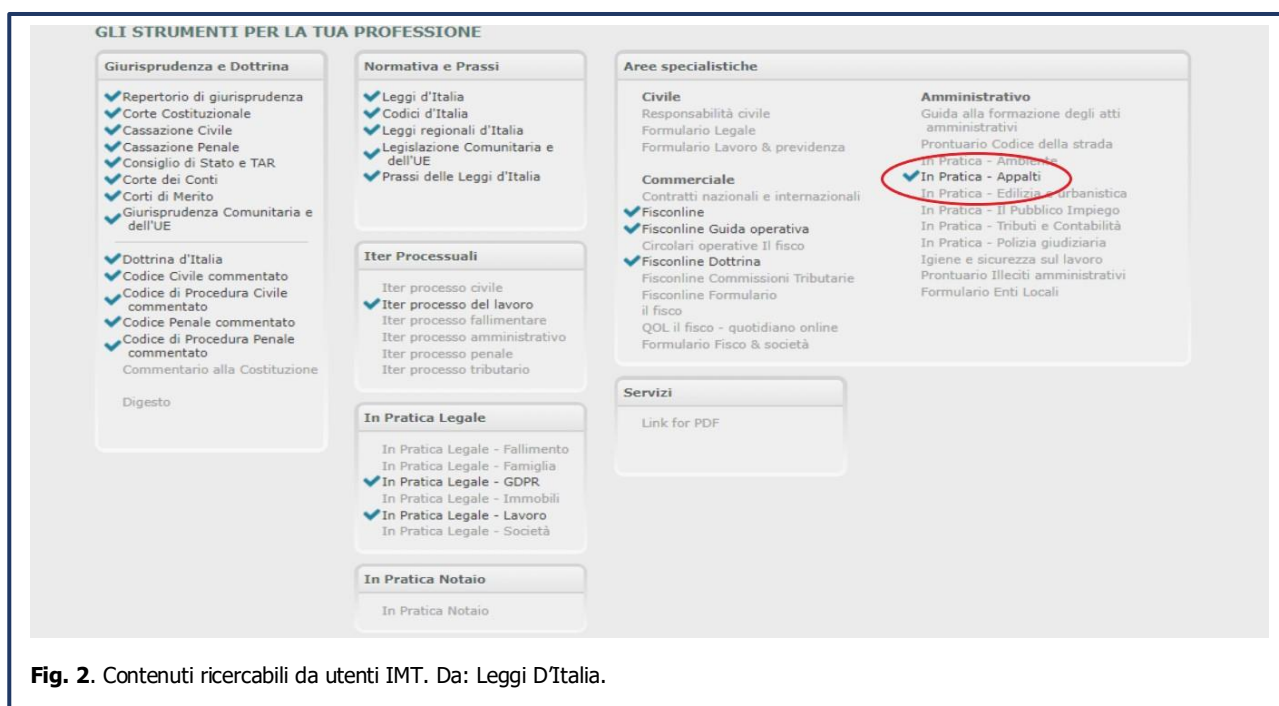 GLI STRUMENTI PER LA TUA PROFESSIONE
Giurisprudenza e Dottrina
Repertorio di giurisprudenza
Corte Costituzionale
Cassazione Civile
Cassazione Penale
Consiglio di Stato e TAR
Corte dei Conti
Corti di Merito
Giurisprudenza Comunitaria e
dell'UE
Dottrina d'Italia
Codice Civile commentato
Codice di Procedura Civile
commentato
Codice Penale commentato
Codice di Procedura Penale
commentato
Commentario alla Costituzione
Digesto
Normativa e Prassi
Leggi d'Italia
Codici d'Italia
Leggi regionali d'Italia
Legislazione Comunitaria e
dell'UE
Prassi delle Leggi d'Italia
Iter Processuali
Iter processo civile
Iter processo del lavoro
Iter processo fallimentare
Iter processo amministrativo
Iter processo penale
Iter processo tributario
In Pratica Legale
In Pratica Legale - Fallimento
In Pratica Legale - Famiglia
In Pratica Legale - GDPR
In Pratica Legale - Immobili
In Pratica Legale - Lavoro
In Pratica Legale - Società
In Pratica Notaio
In Pratica Notaio
Aree specialistiche
Civile
Responsabilità civile
Formulario Legale
Formulario Lavoro & previdenza
Commerciale
Contratti nazionali e internazionali
Fisconline
Fisconline Guida operativa
Circolari operative Il fisco
Fisconline Dottrina
Fisconline Commissioni Tributarie
Fisconline Formulario
il fisco
QOL il fisco - quotidiano online
Formulario Fisco & società
Amministrativo
Guida alla formazione degli atti
amministrativi
Prontuario Codice della strada
In Pratica - Ambiente
In Pratica - Appalti
In Pratica - Edilizia e urbanistica
In Pratica - Il Pubblico Impiego
In Pratica - Tributi e Contabilità
In Pratica - Polizia giudiziaria
Igiene e sicurezza sul lavoro
Prontuario Illeciti amministrativi
Formulario Enti Locali
Servizi
Link for PDF
Fig. 2. Contenuti ricercabili da utenti IMT. Da: Leggi D'Italia.